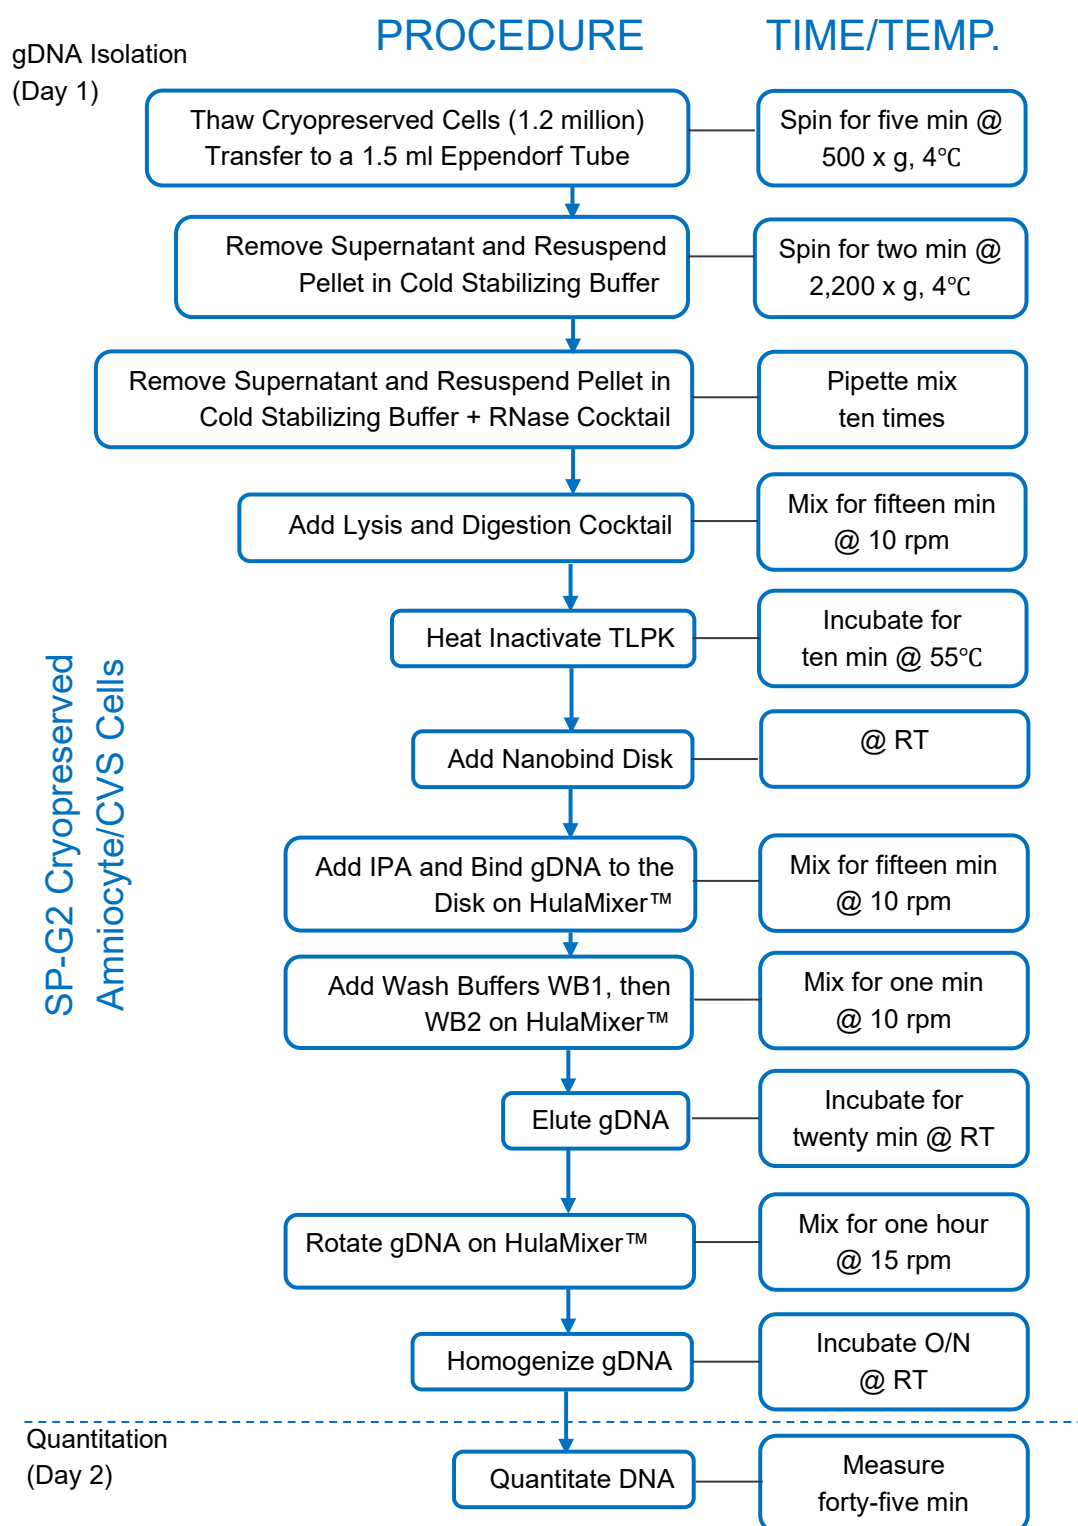 PROCEDURE
TIME/TEMP.
gDNA Isolation
(Day 1)
Thaw Cryopreserved Cells (1.2 million)
Transfer to a 1.5 ml Eppendorf Tube
Spin for five min @
500 x g, 4℃
Remove Supernatant and Resuspend
Pellet in Cold Stabilizing Buffer
Spin for two min @
2,200 x g, 4℃
Remove Supernatant and Resuspend Pellet in
Cold Stabilizing Buffer + RNase Cocktail
Pipette mix
ten times
Add Lysis and Digestion Cocktail
Mix for fifteen min
@ 10 rpm
Heat Inactivate TLPK
Incubate for
ten min @ 55℃
Add Nanobind Disk
@ RT
Add IPA and Bind gDNA to the
Disk on HulaMixer™
Mix for fifteen min
@ 10 rpm
Add Wash Buffers WB1, then
WB2 on HulaMixer™
Mix for one min
@ 10 rpm
Elute gDNA
Incubate for
twenty min @ RT
Rotate gDNA on HulaMixer™
Mix for one hour
@ 15 rpm
Homogenize gDNA
Incubate O/N
@ RT
SP-G2 Cryopreserved
Amniocyte/CVS Cells
Quantitation
(Day 2)
Quantitate DNA
Measure
forty-five min